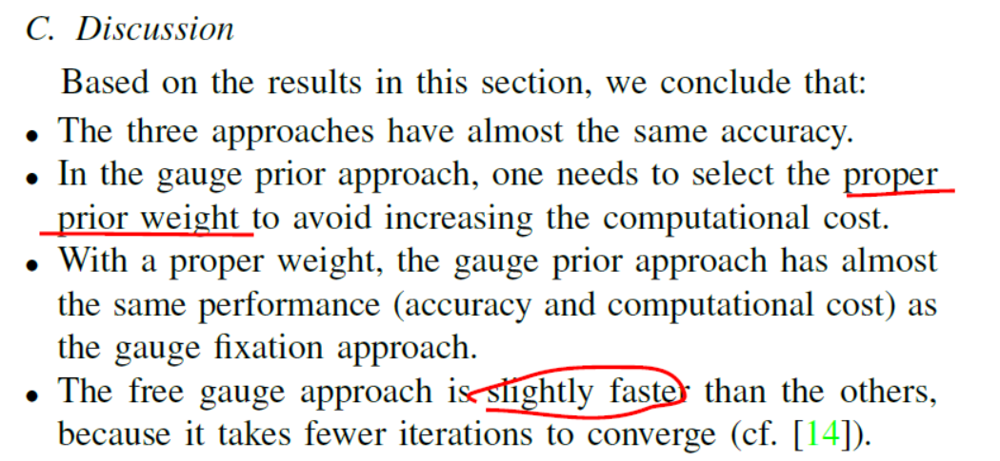 C. Discussion
Based on the results in this section, we conclude that:
• The three approaches have almost the same accuracy.
• In the gauge prior approach, one needs to select the proper
prior weight to avoid increasing the computational cost.
• With a proper weight, the gauge prior approach has almost
the same performance (accuracy and computational cost) as
the gauge fixation approach.
• The free gauge approach is slightly faster than the others,
because it takes fewer iterations to converge (cf. [14]).